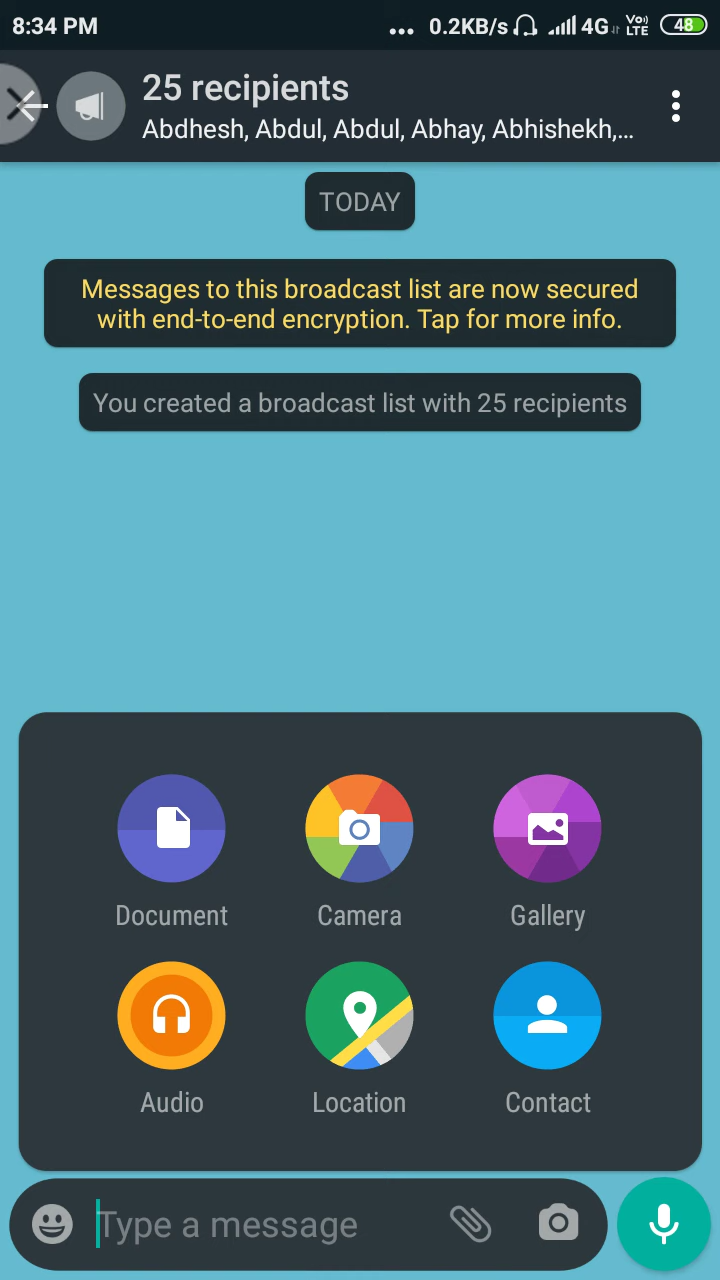 8:34 PM ... 0.2KB/s 4G Vo)) LTE 48
25 recipients
Abdhesh, Abdul, Abdul, Abhay, Abhishekh,...
TODAY
Messages to this broadcast list are now secured
with end-to-end encryption. Tap for more info.
You created a broadcast list with 25 recipients
Document Camera Gallery
Audio Location Contact
Type a message